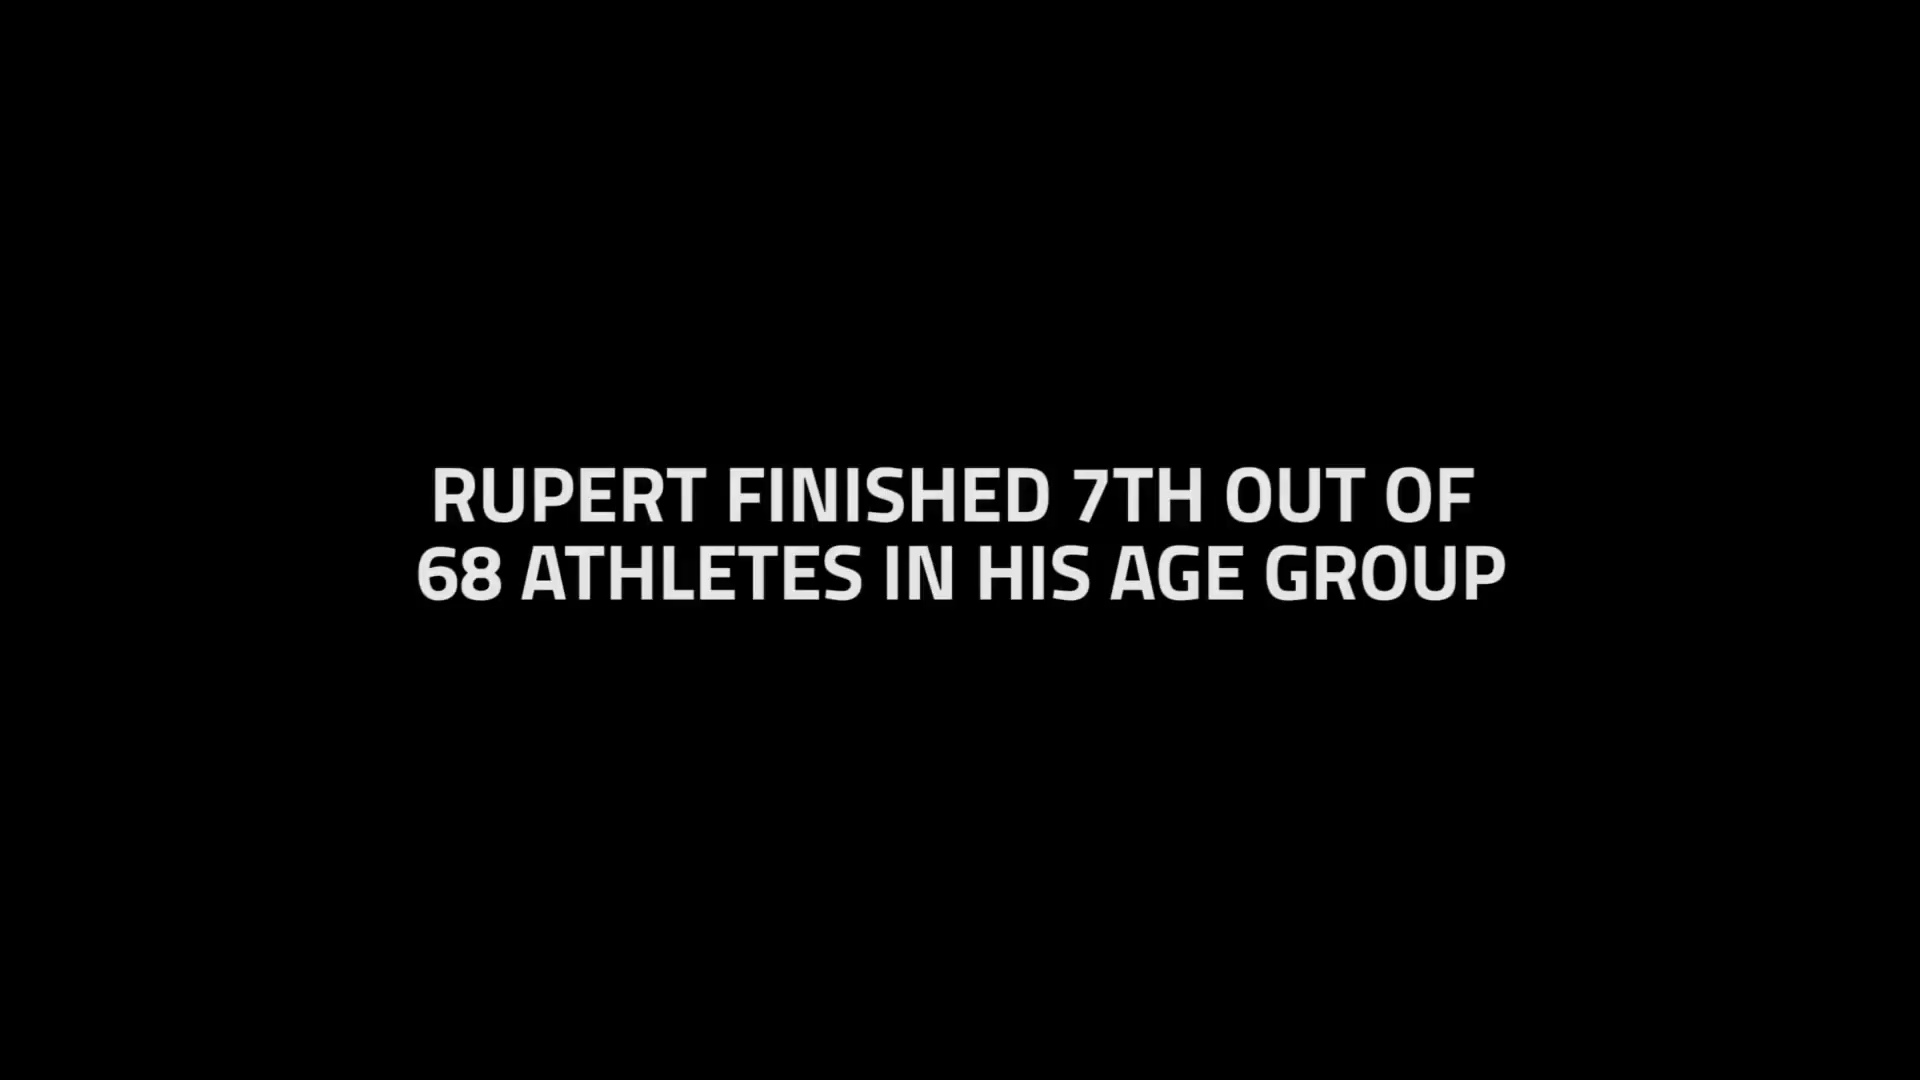 RUPERT FINISHED 7TH OUT OF
68 ATHLETES IN HIS AGE GROUP